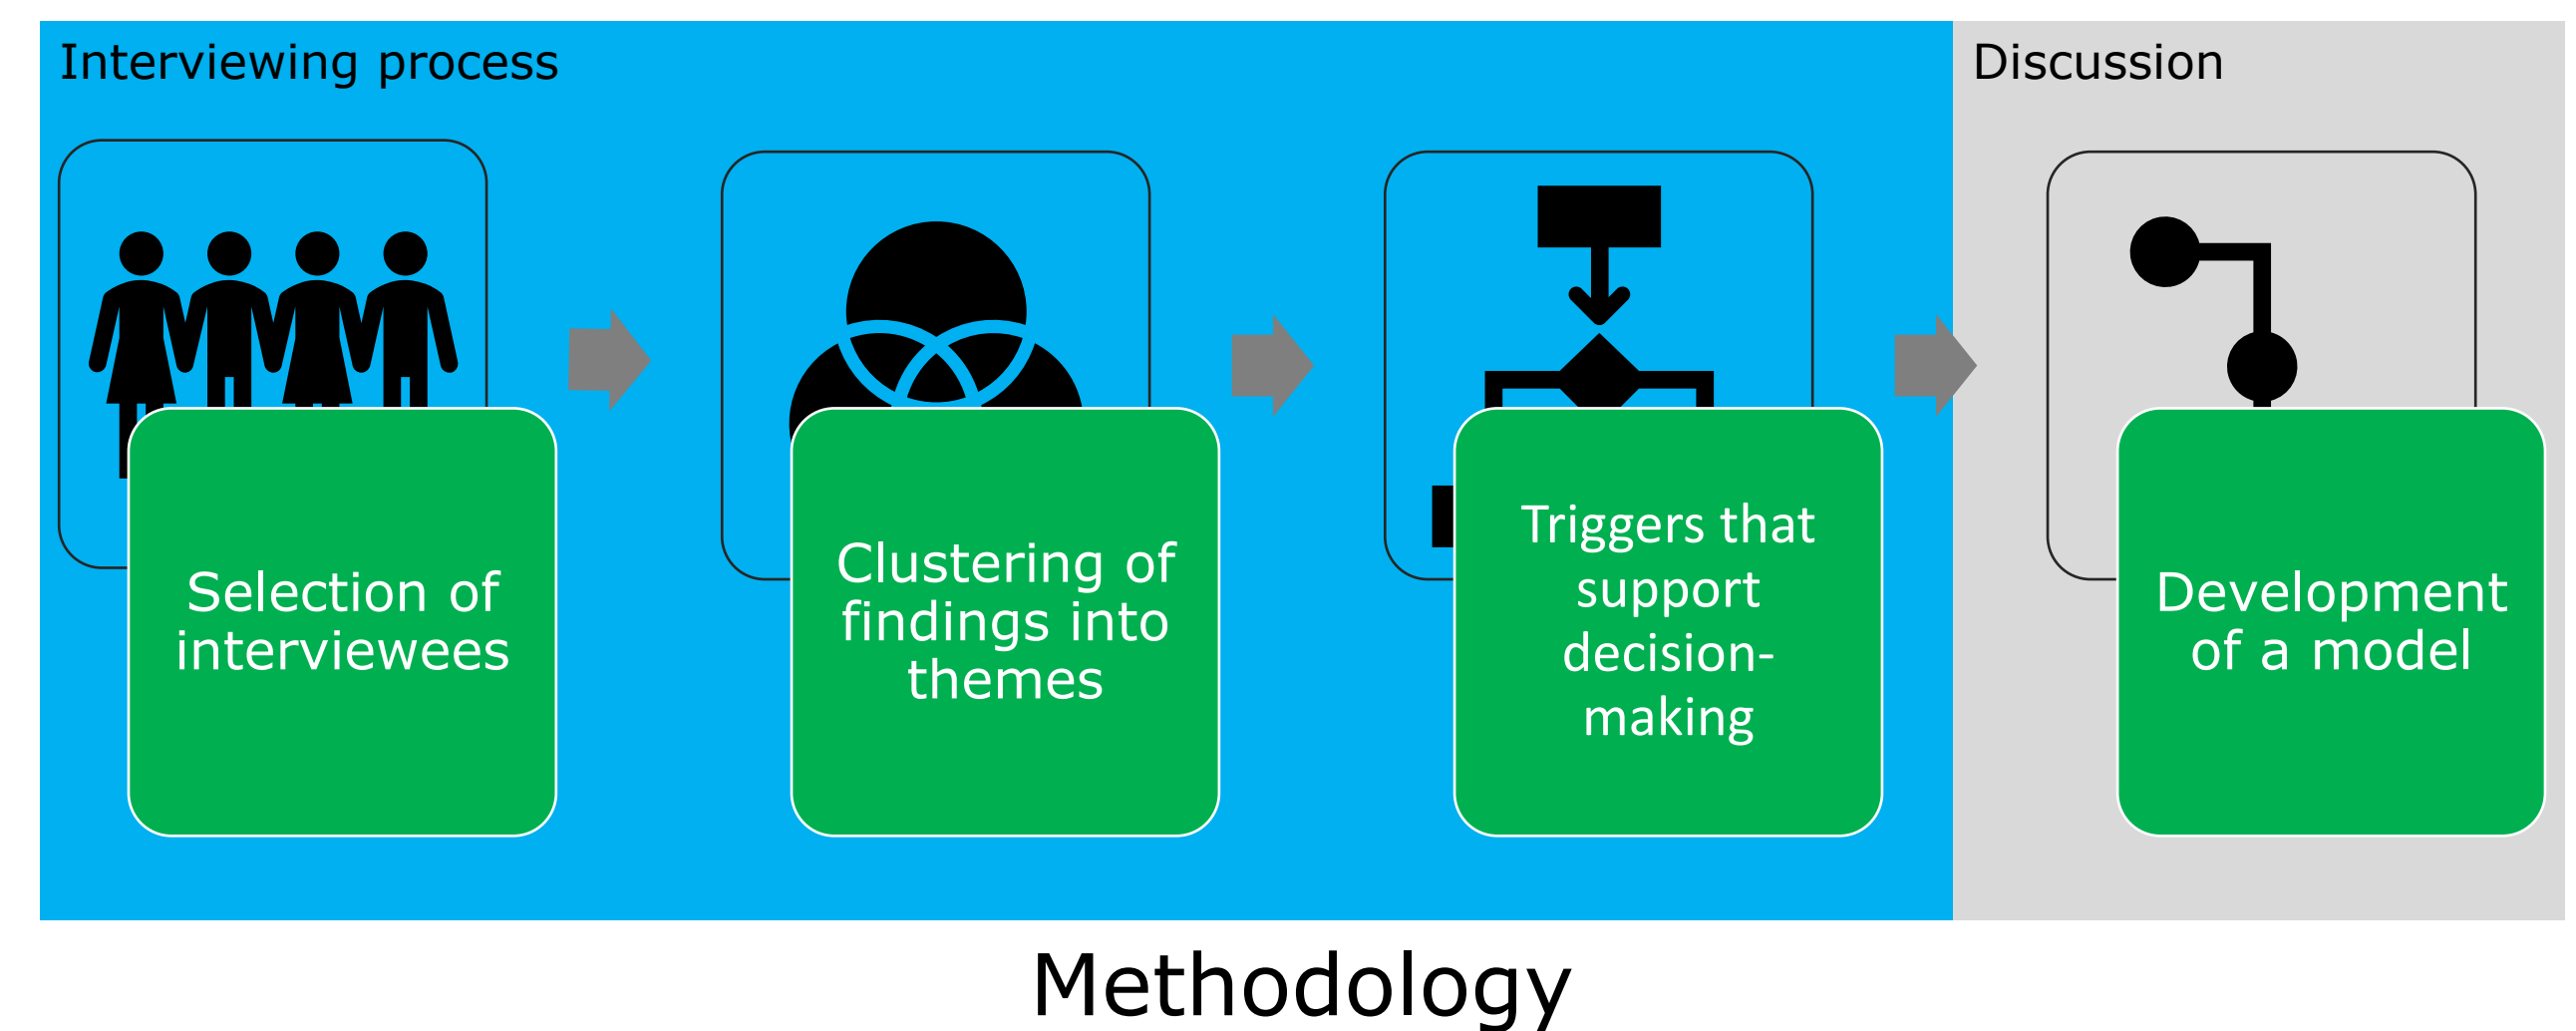 Interviewing process
Discussion
Selection of
interviewees
Clustering of
findings into
themes
Triggers that
support
decision-
making
Development
of a model
Methodology